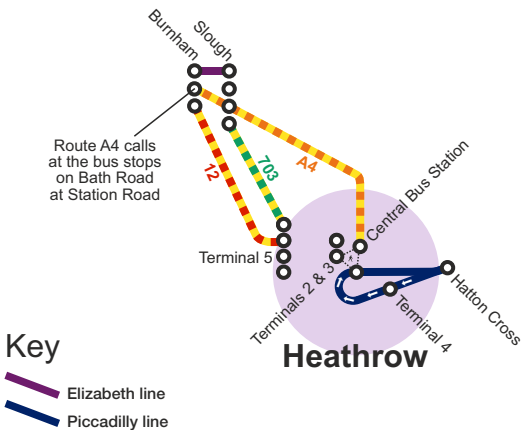 Burnham
Slough
Route A4 calls
at the bus stops
on Bath Road
at Station Road
12
703
A4
Central Bus Station
Terminal 5
Terminals 2 & 3
Terminal 4
Hatton Cross
Heathrow
Key
Elizabeth line
Piccadilly line